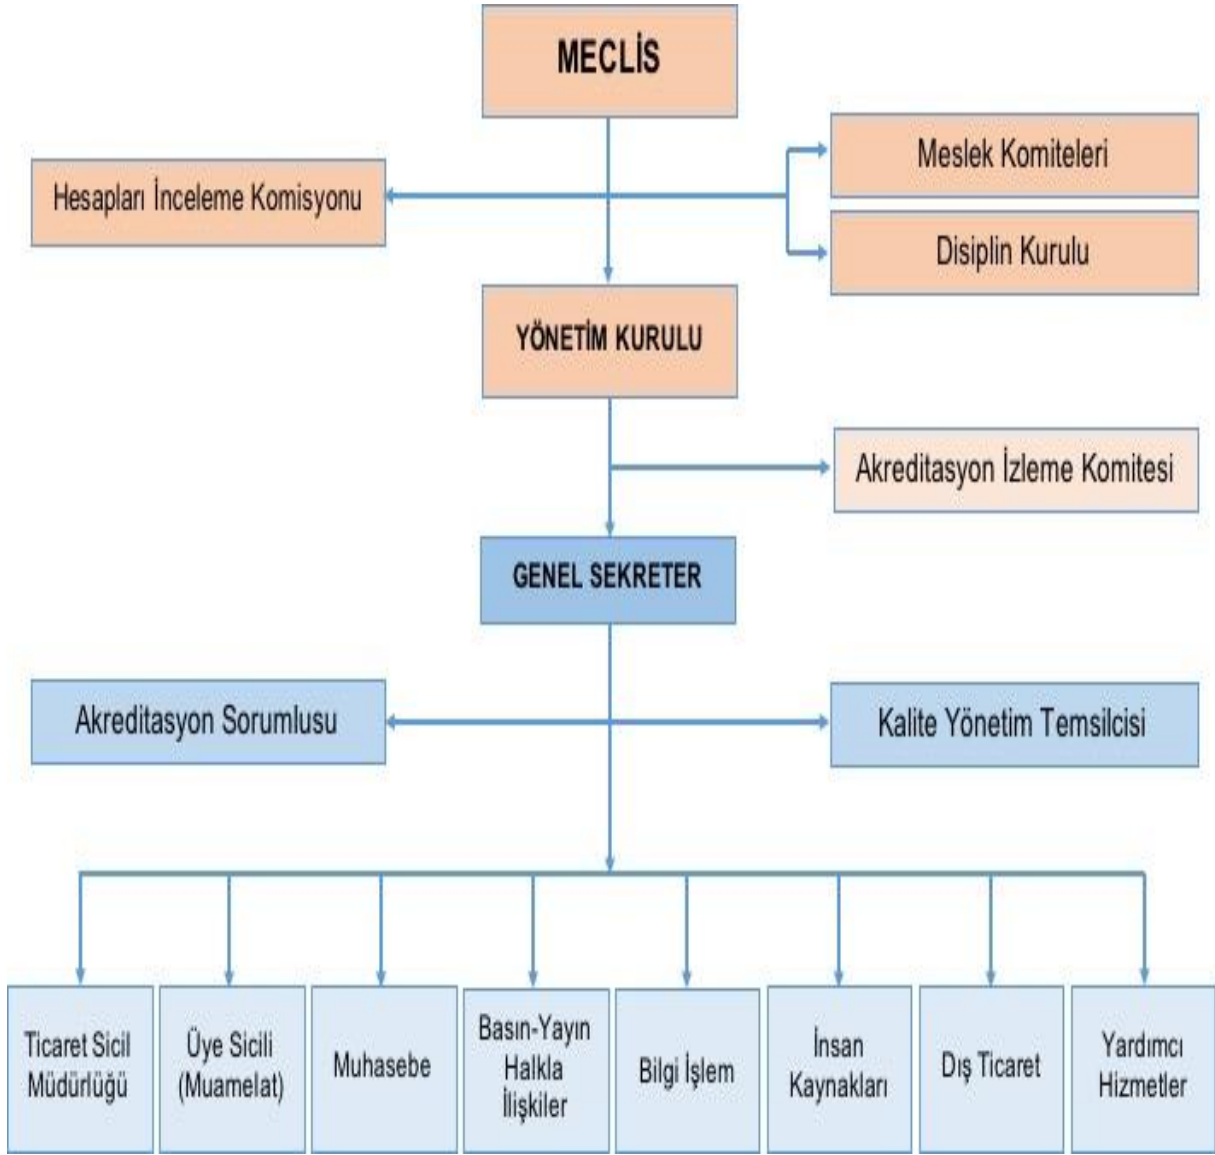 MECLİS
Meslek Komiteleri
Hesapları İnceleme Komisyonu
Disiplin Kurulu
YÖNETİM KURULU
Akreditasyon İzleme Komitesi
GENEL SEKRETER
Akreditasyon Sorumlusu
Kalite Yönetim Temsilcisi
Ticaret Sicil
Müdürlüğü
Üye Sicili
(Muamelat)
Muhasebe
Basın-Yayın
Halkla
İlişkiler
Bilgi İşlem
İnsan
Kaynakları
Dış Ticaret
Yardımcı
Hizmetler